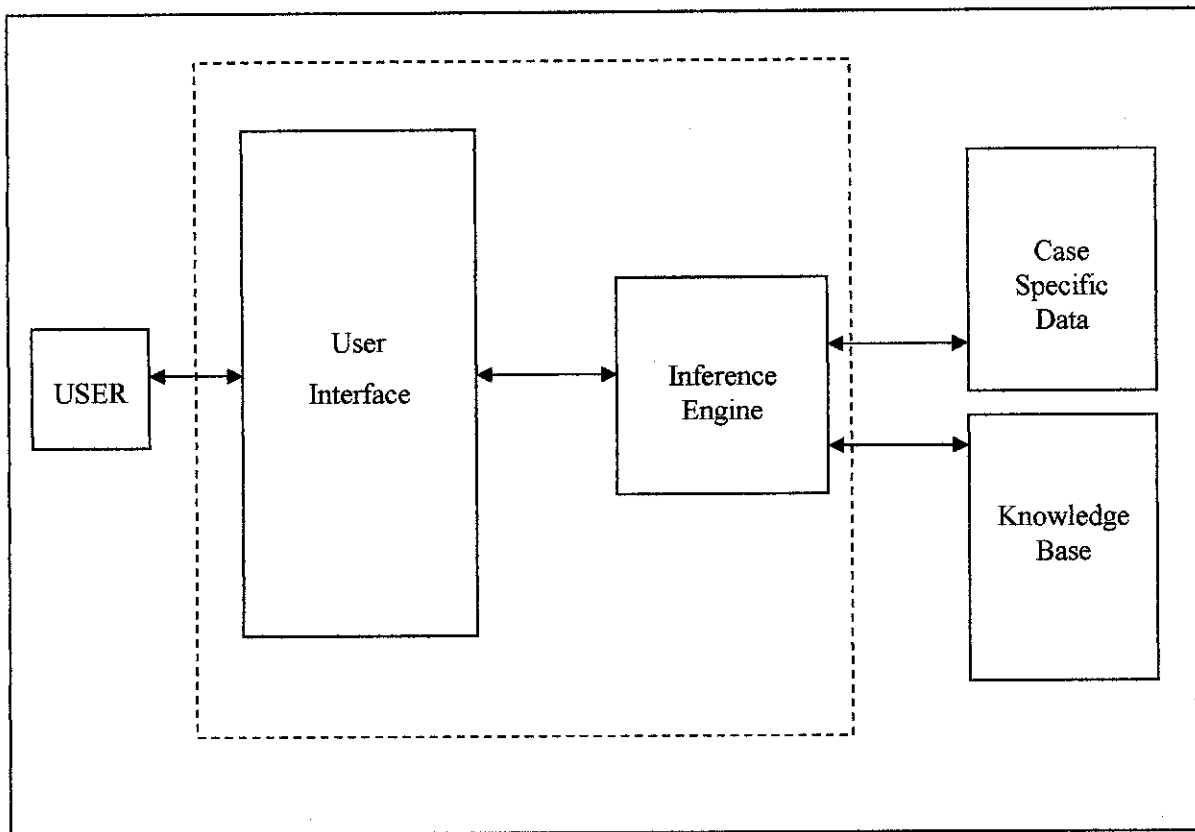 USER
User
Interface
Inference
Engine
Case
Specific
Data
Knowledge
Base